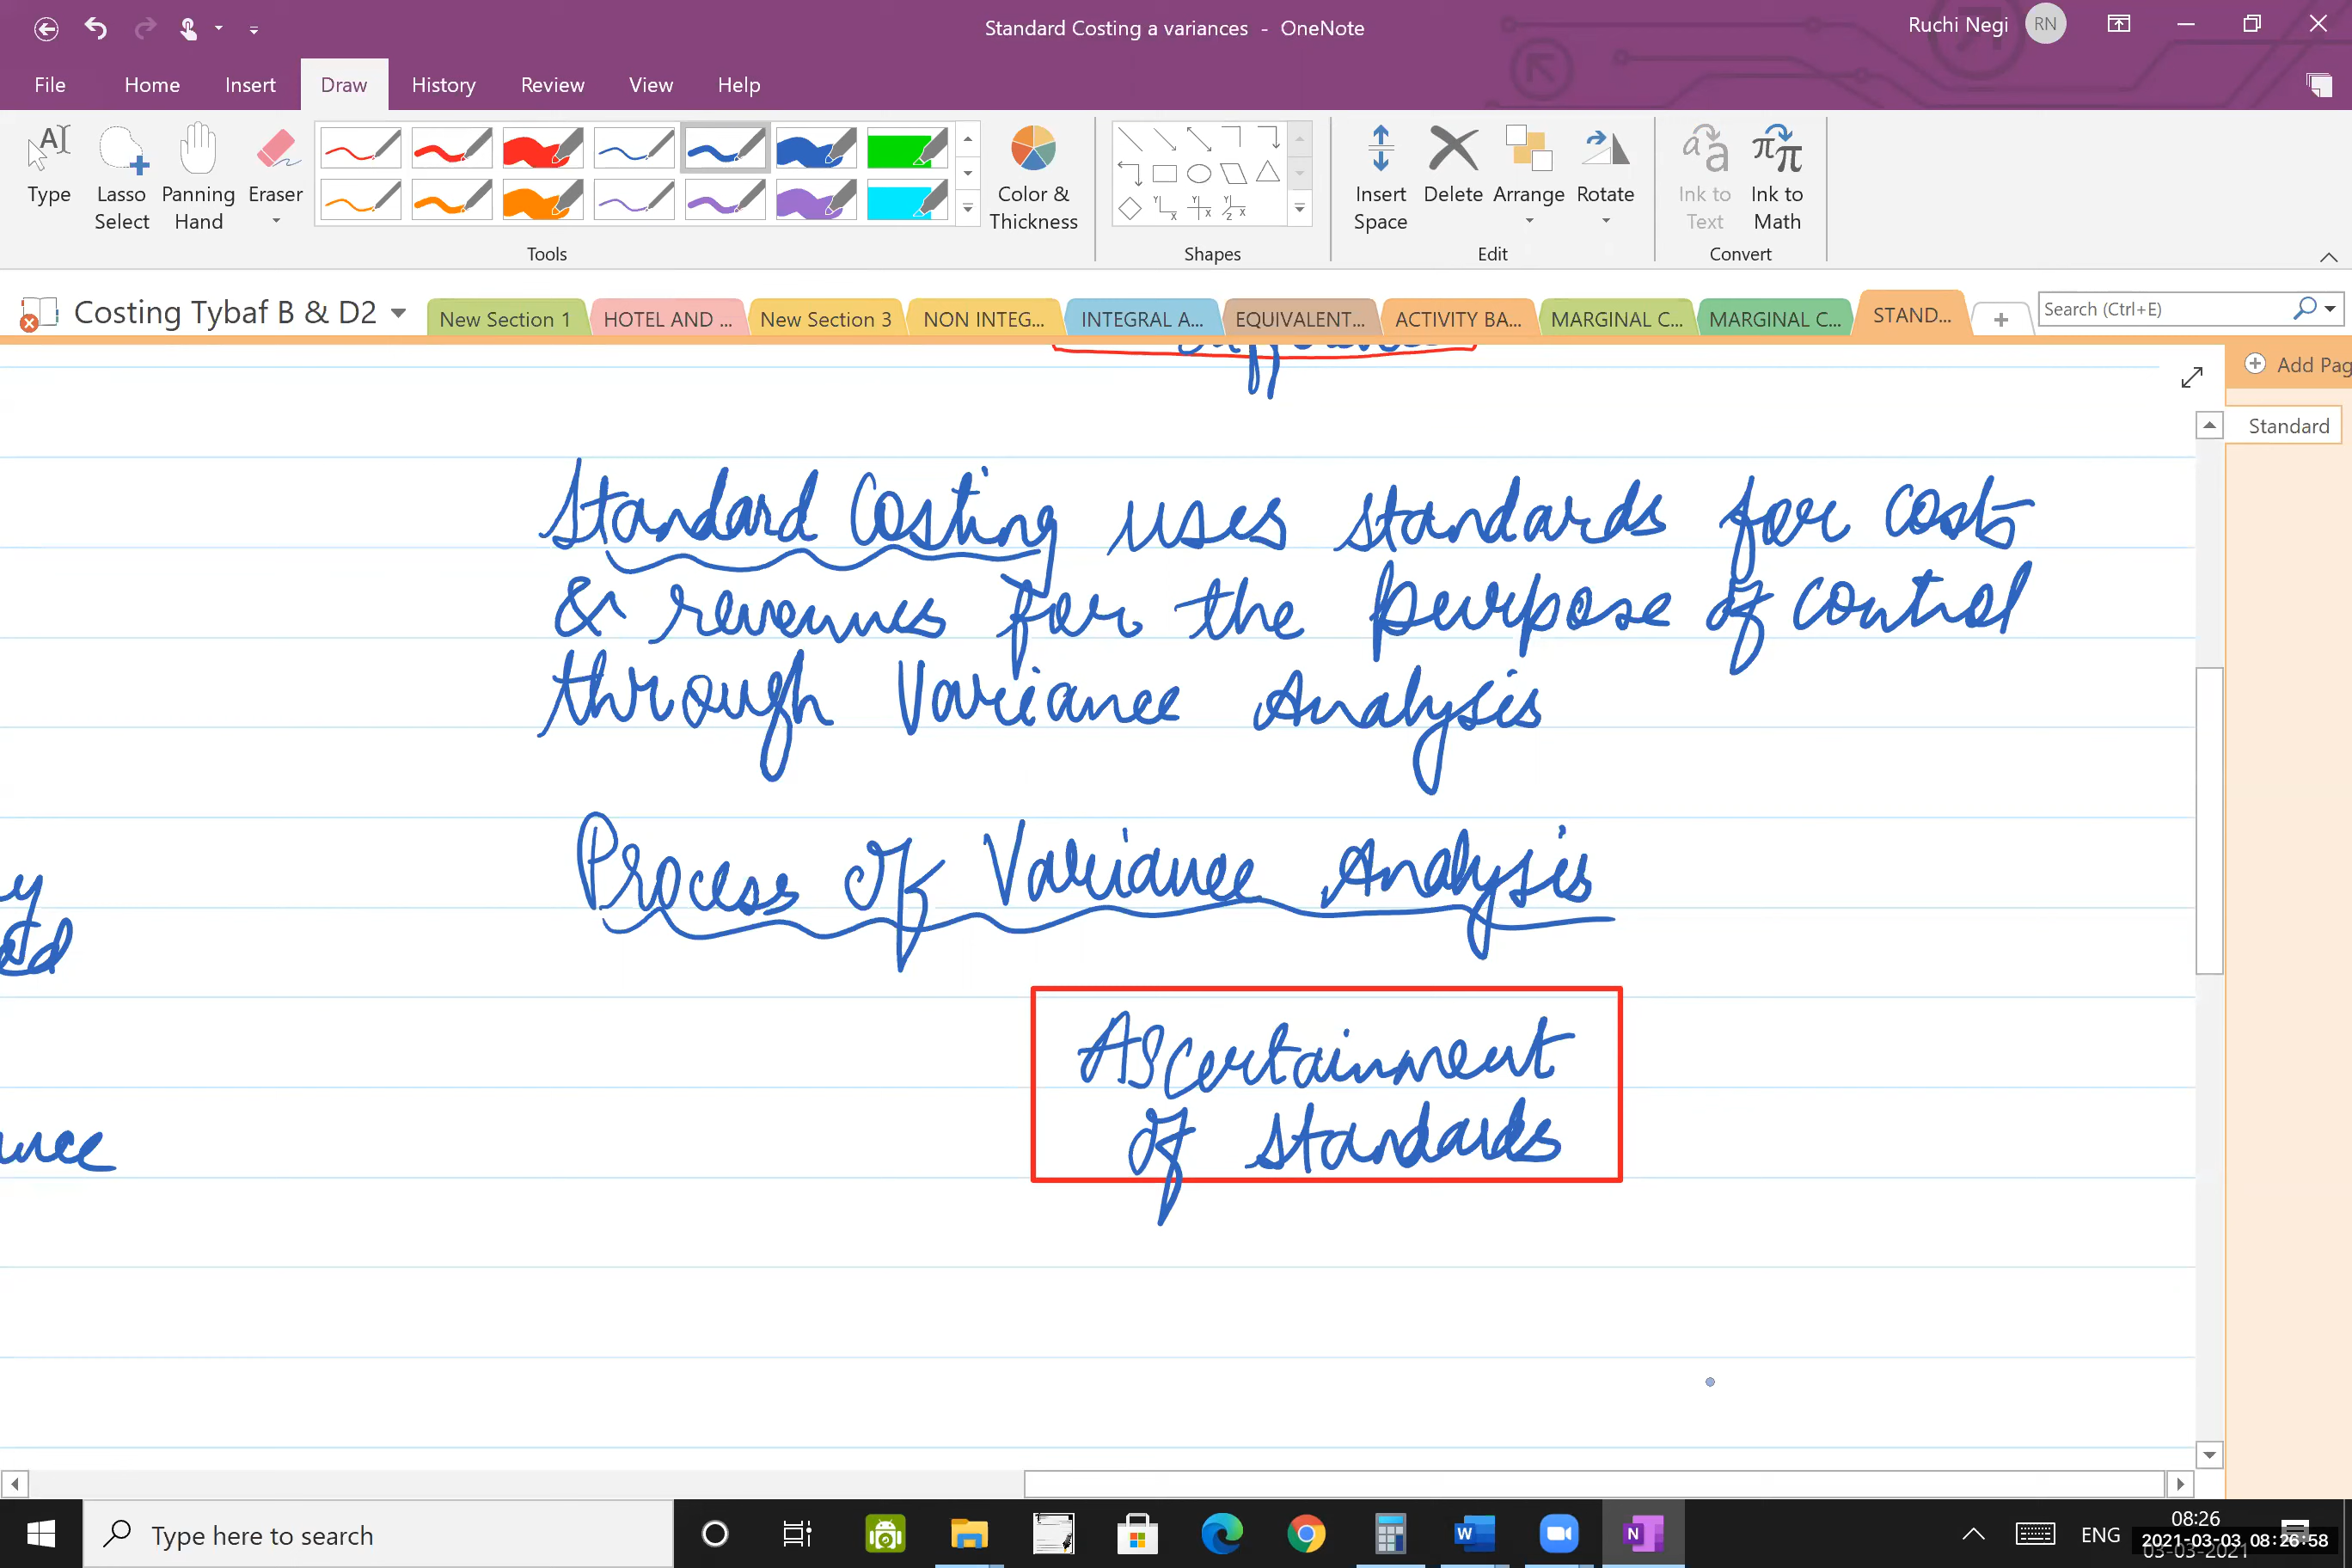 Standard Costing a variances - OneNote
Ruchi Negi RN
File Home Insert Draw History Review View Help
Type
Lasso Select
Panning Hand
Eraser
Color & Thickness
Insert Space
Delete
Arrange
Rotate
Ink to Text
Ink to Math
Tools Shapes Edit Convert
Costing Tybaf B & D2
New Section 1 HOTEL AND ... New Section 3 NON INTEG... INTEGRAL A... EQUIVALENT... ACTIVITY BA... MARGINAL C... MARGINAL C... STAND...
Search (Ctrl+E)
Add Pag
Standard
Standard Costing uses standards for costs
& revenues for the purpose of control
through Variance Analysis
Process Of Variance Analysis
Ascertainment
of standards
Type here to search
ENG
08:26
03-03-2021
2021-03-03 08:26:58